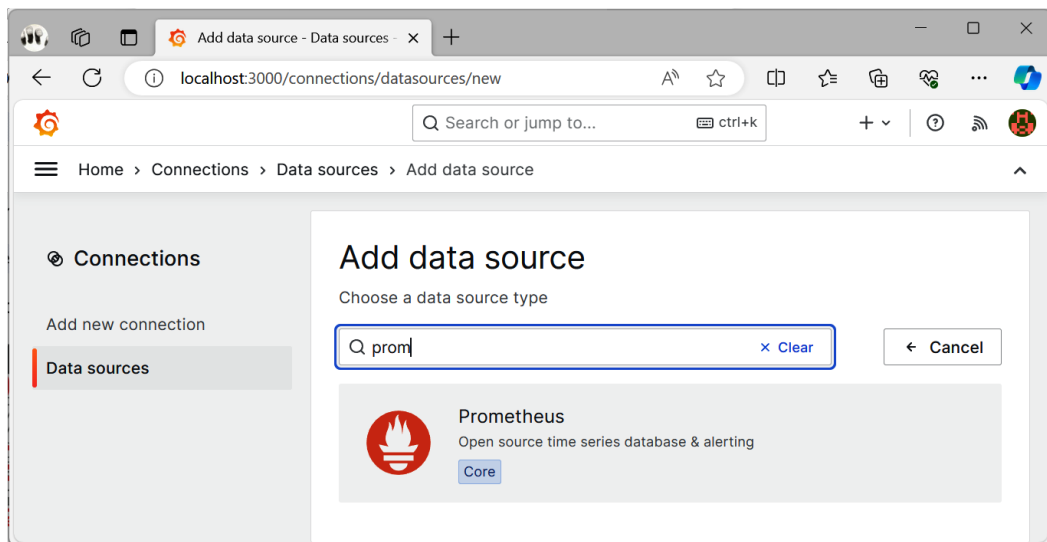 Add data source - Data sources -
localhost:3000/connections/datasources/new
Search or jump to... ctrl+k
Home > Connections > Data sources > Add data source
Connections
Add new connection
Data sources
Add data source
Choose a data source type
prom
Clear
Cancel
Prometheus
Open source time series database & alerting
Core